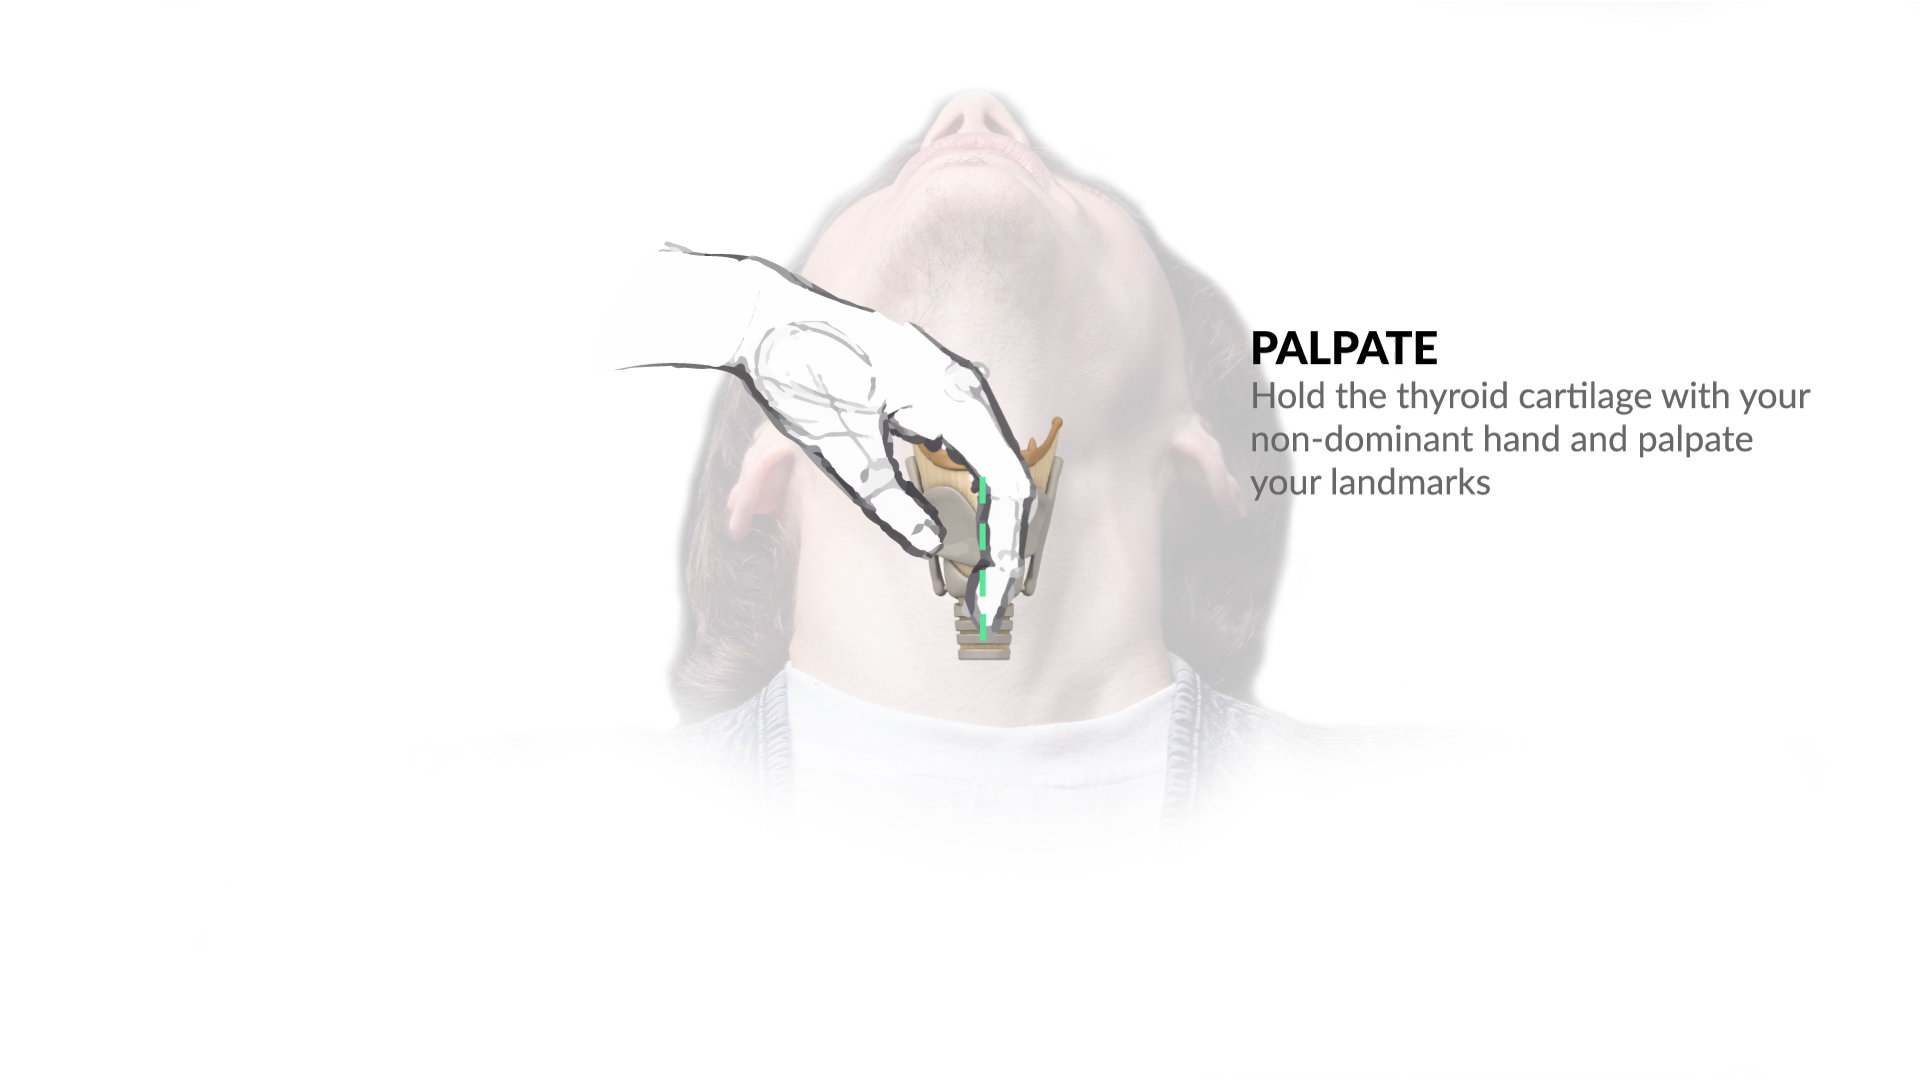 PALPATE
Hold the thyroid cartilage with your
non-dominant hand and palpate
your landmarks